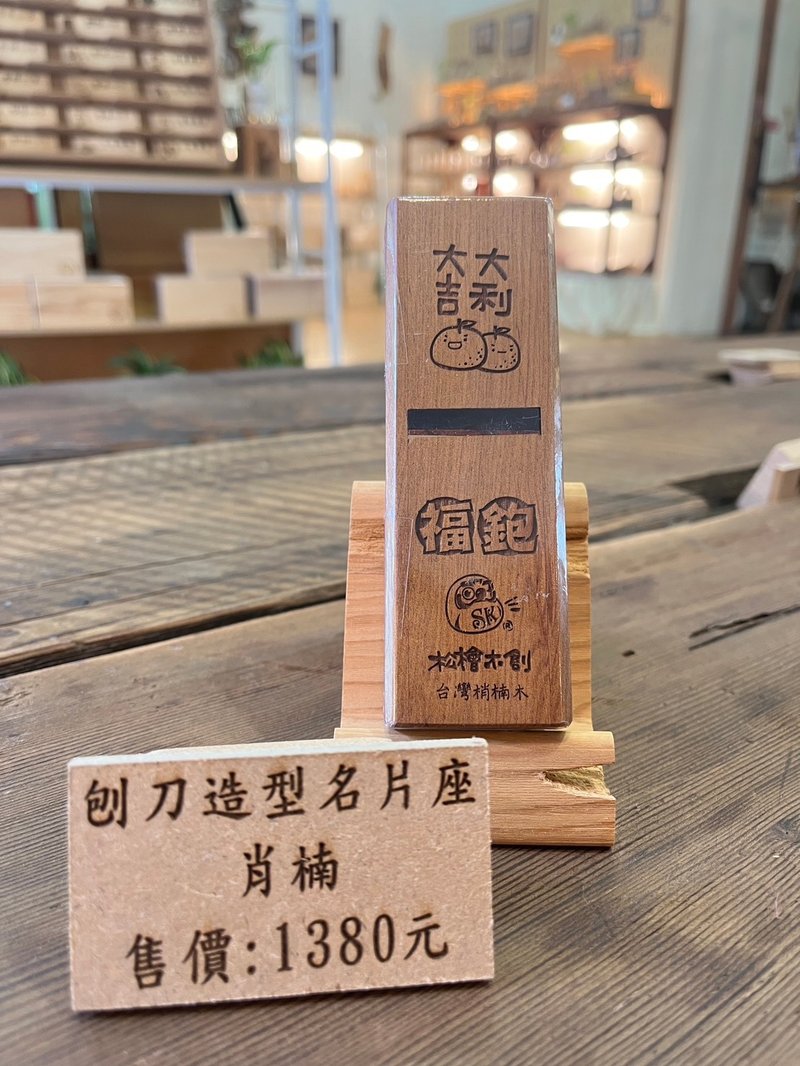 大大
吉利
福鉋
SK
松檜木創
台灣梢楠木
刨刀造型名片座
肖楠
售價:1380元